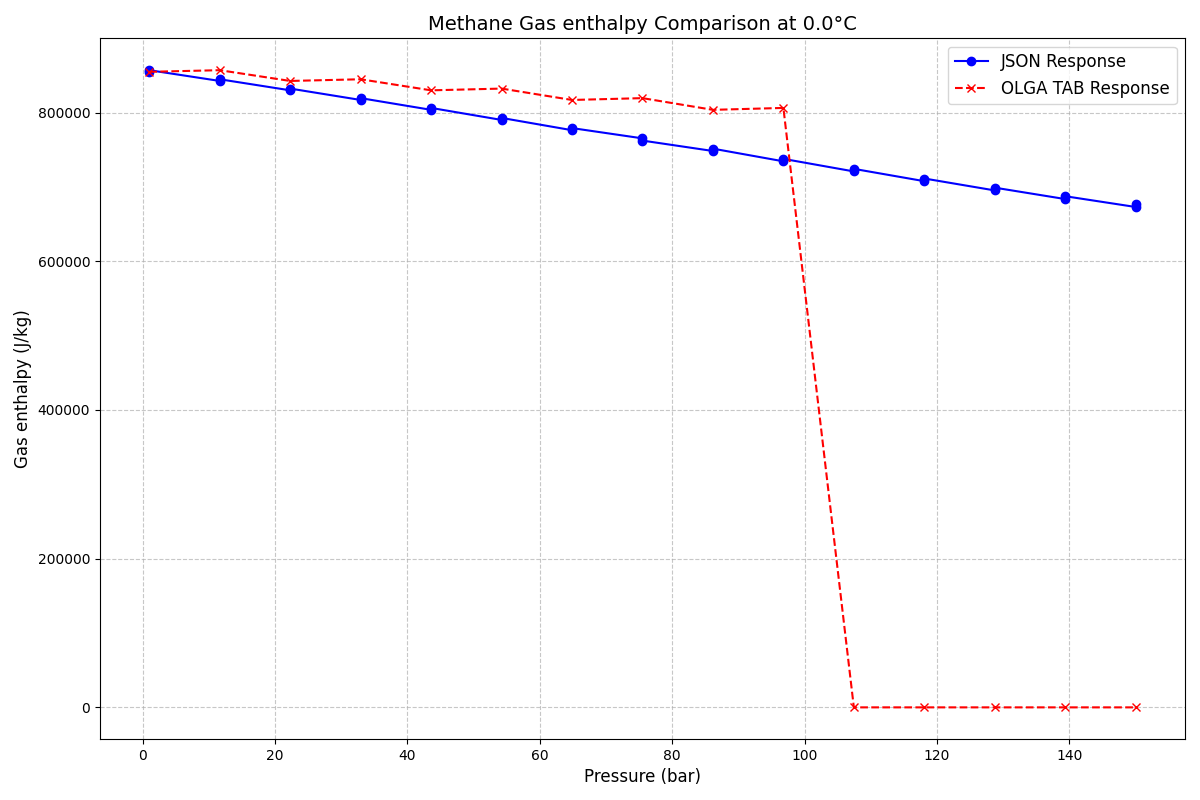 Methane Gas enthalpy Comparison at 0.0°C
JSON Response
OLGA TAB Response
Gas enthalpy (J/kg)
800000
600000
400000
200000
0
0 20 40 60 80 100 120 140
Pressure (bar)